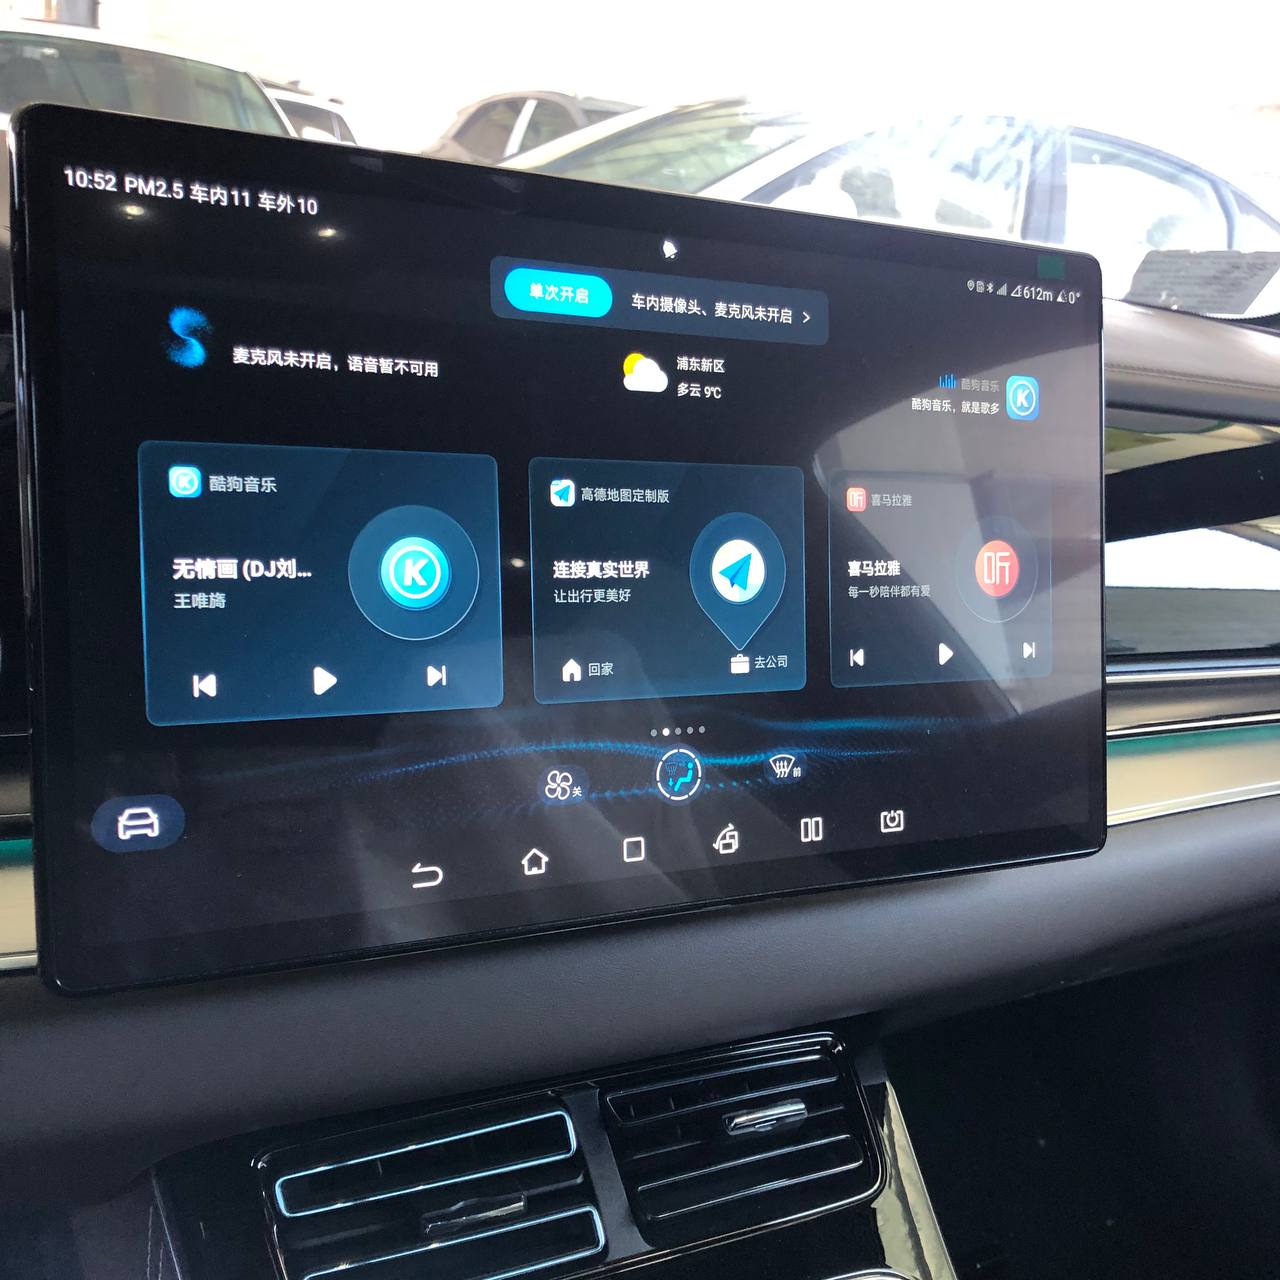 10:52 PM2.5 车内11 车外10
612m 0°
单次开启 车内摄像头、麦克风未开启 >
麦克风未开启，语音暂不可用
浦东新区
多云 9℃
酷狗音乐
酷狗音乐，就是歌多
K
酷狗音乐
无情画 (DJ刘...
王唯旖
K
高德地图定制版
连接真实世界
让出行更美好
回家
去公司
听 喜马拉雅
喜马拉雅
每一秒陪伴都有爱
听
关
前